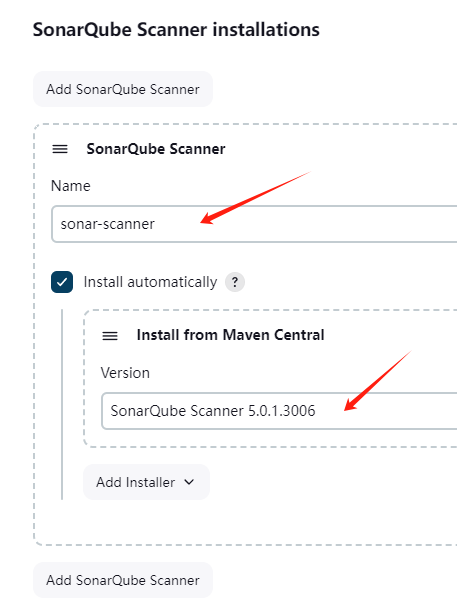 SonarQube Scanner installations
Add SonarQube Scanner
SonarQube Scanner
Name
sonar-scanner
Install automatically ?
Install from Maven Central
Version
SonarQube Scanner 5.0.1.3006
Add Installer
Add SonarQube Scanner